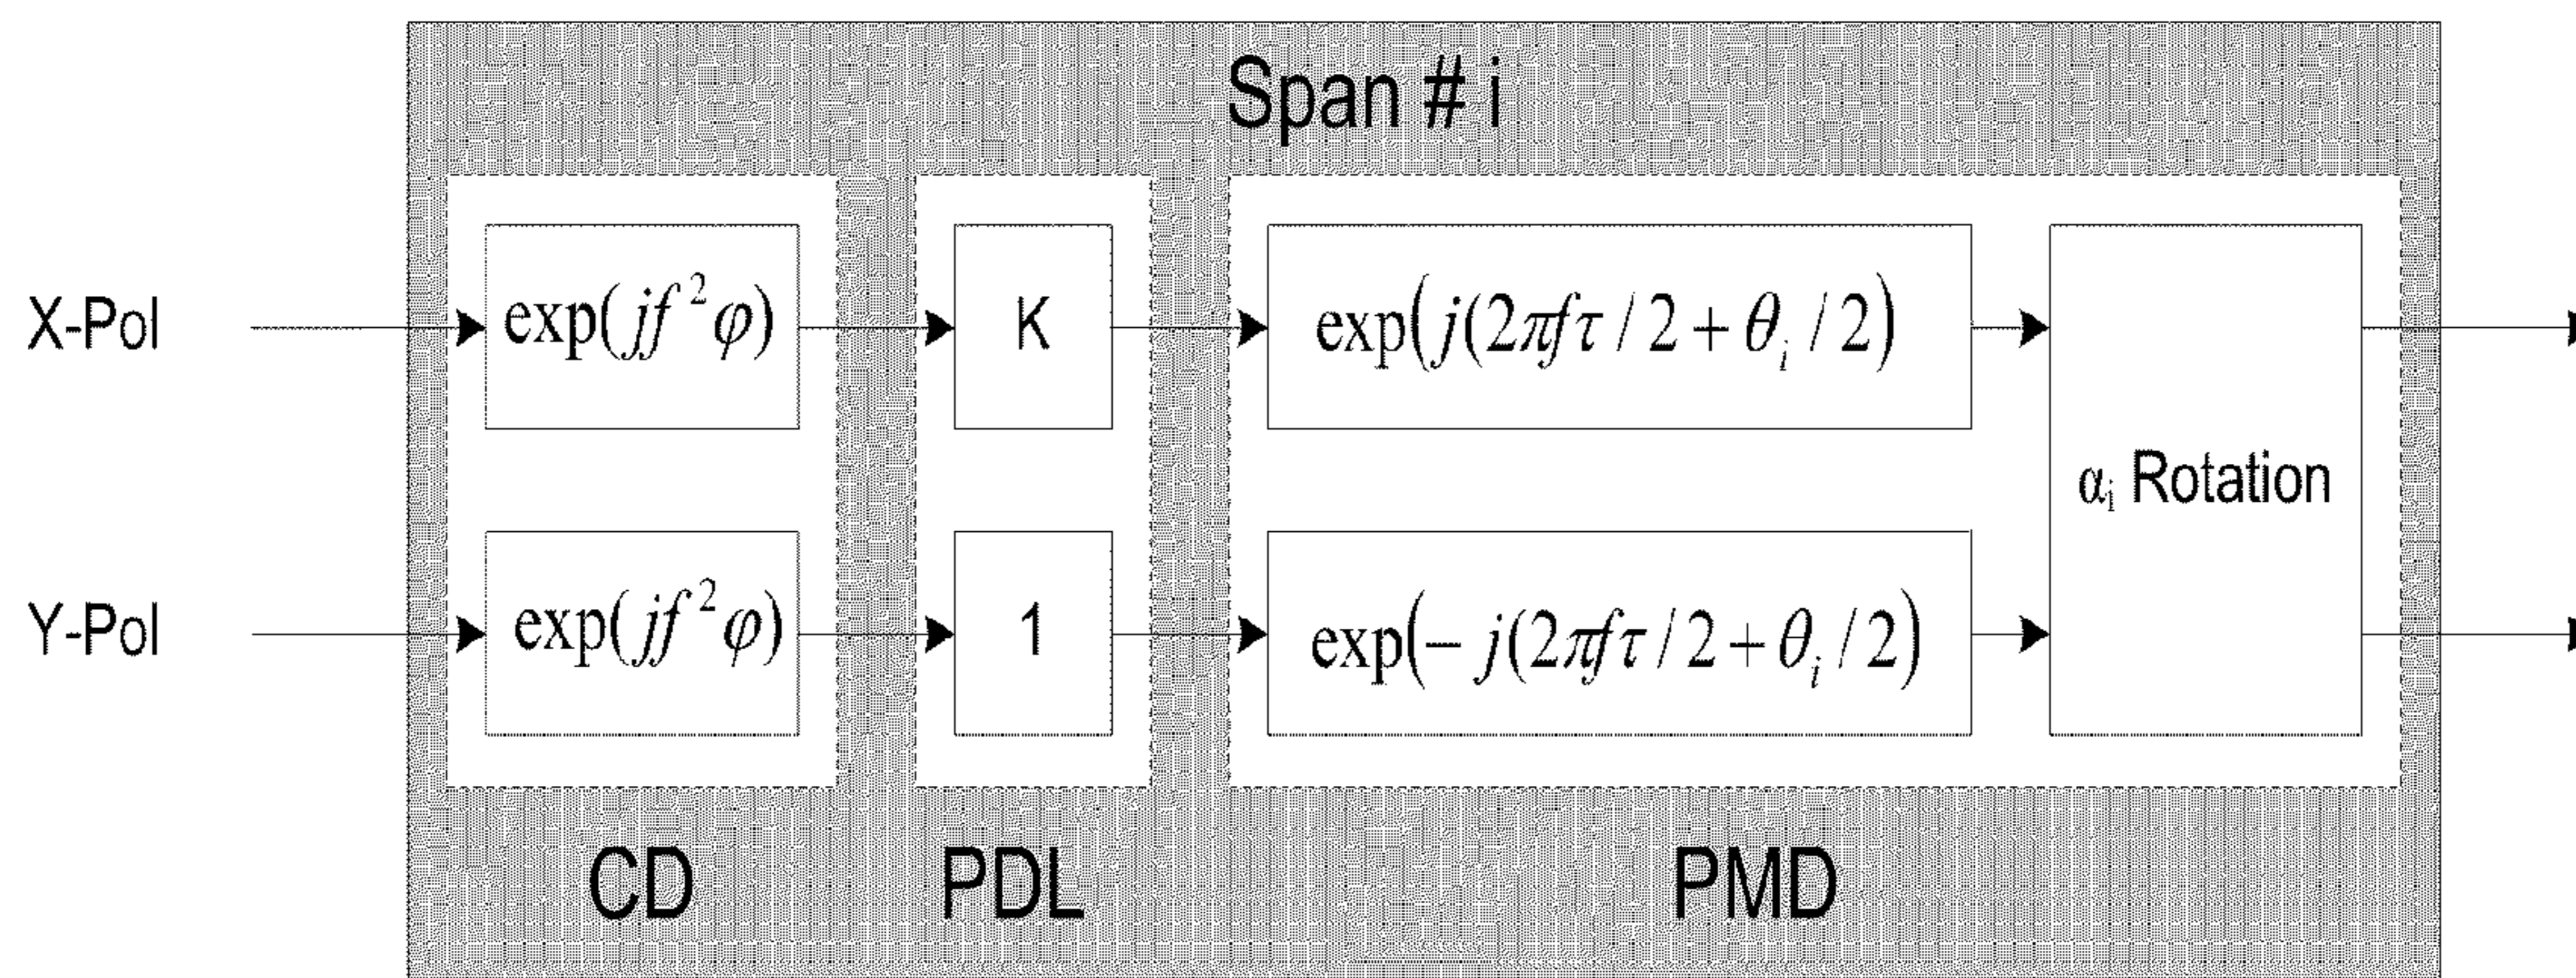 Span # i
X-Pol
exp(jf²φ)
K
exp(j(2πfτ/2+θᵢ/2)
αᵢ Rotation
Y-Pol
exp(jf²φ)
1
exp(-j(2πfτ/2+θᵢ/2)
CD
PDL
PMD